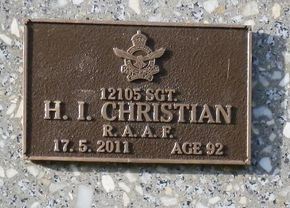 12105 SGT.
H. I. CHRISTIAN
R. A. A. F.
17. 5. 2011 AGE 92